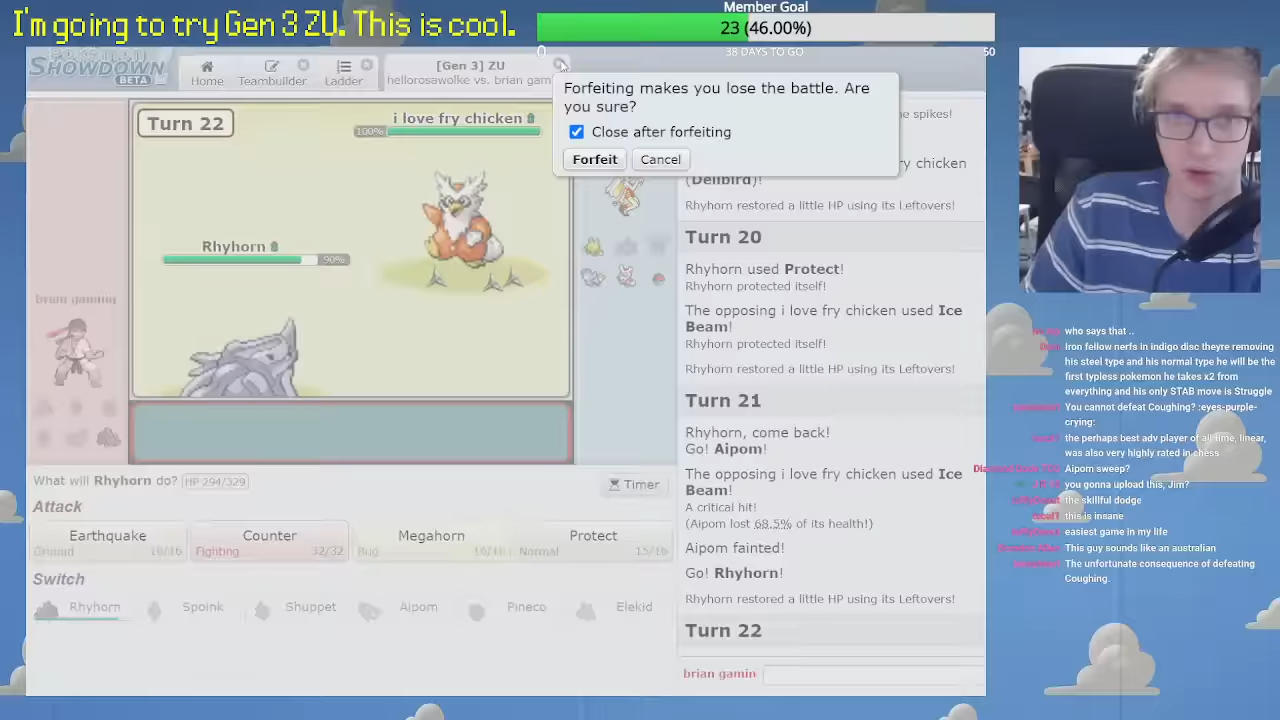 I'm going to try Gen 3 ZU. This is cool.
Member Goal
23 (46.00%)
0
38 DAYS TO GO
50
POKÉMON
SHOWDOWN
BETA
Home
Teambuilder
Ladder
[Gen 3] ZU
hellorosawolke vs. brian gam
Forfeiting makes you lose the battle. Are
you sure?
Close after forfeiting
Forfeit
Cancel
Turn 22
i love fry chicken
100%
Rhyhorn
90%
brian gaming
he spikes!
ry chicken
(Delibird)!
Rhyhorn restored a little HP using its Leftovers!
Turn 20
Rhyhorn used Protect!
Rhyhorn protected itself!
The opposing i love fry chicken used Ice
Beam!
Rhyhorn protected itself!
Rhyhorn restored a little HP using its Leftovers!
Turn 21
Rhyhorn, come back!
Go! Aipom!
The opposing i love fry chicken used Ice
Beam!
A critical hit!
(Aipom lost 68.5% of its health!)
Aipom fainted!
Go! Rhyhorn!
Rhyhorn restored a little HP using its Leftovers!
Turn 22
brian gamin
What will Rhyhorn do? HP 294/329
Timer
Attack
Earthquake
Ground 16/16
Counter
Fighting 32/32
Megahorn
Bug 16/16
Protect
Normal 15/16
Switch
Rhyhorn
Spoink
Shuppet
Aipom
Pineco
Elekid
who says that ..
Iron fellow nerfs in indigo disc theyre removing
his steel type and his normal type he will be the
first typless pokemon he takes x2 from
everything and his only STAB move is Struggle
You cannot defeat Coughing? :eyes-purple-
crying:
the perhaps best adv player of all time, linear,
was also very highly rated in chess
Aipom sweep?
you gonna upload this, Jim?
the skillful dodge
this is insane
easiest game in my life
This guy sounds like an australian
The unfortunate consequence of defeating
Coughing.